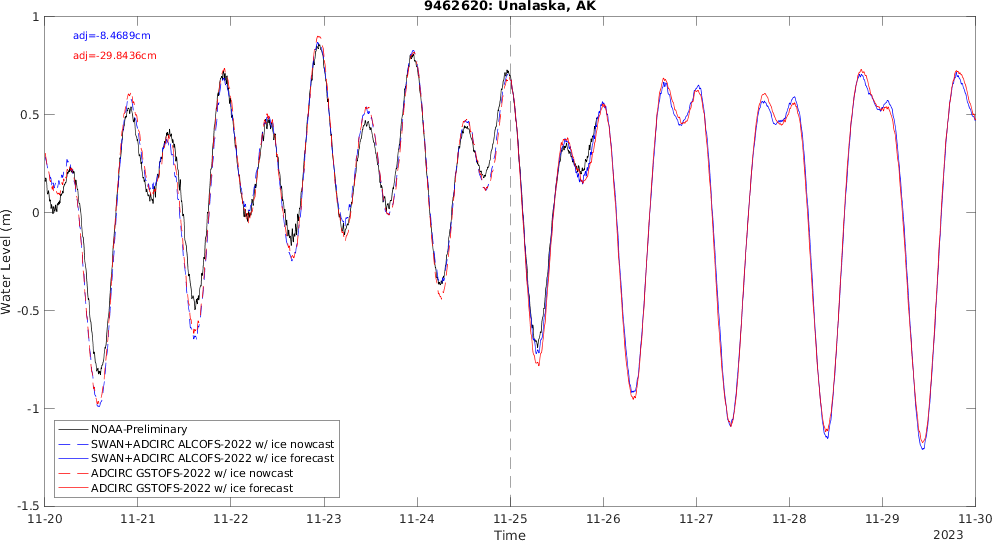 9462620: Unalaska, AK
adj=-8.4689cm
adj=-29.8436cm
1
0.5
0
-0.5
-1
-1.5
Water Level (m)
NOAA-Preliminary
SWAN+ADCIRC ALCOFS-2022 w/ ice nowcast
SWAN+ADCIRC ALCOFS-2022 w/ ice forecast
ADCIRC GSTOFS-2022 w/ ice nowcast
ADCIRC GSTOFS-2022 w/ ice forecast
11-20 11-21 11-22 11-23 11-24 11-25 11-26 11-27 11-28 11-29 11-30
Time
2023